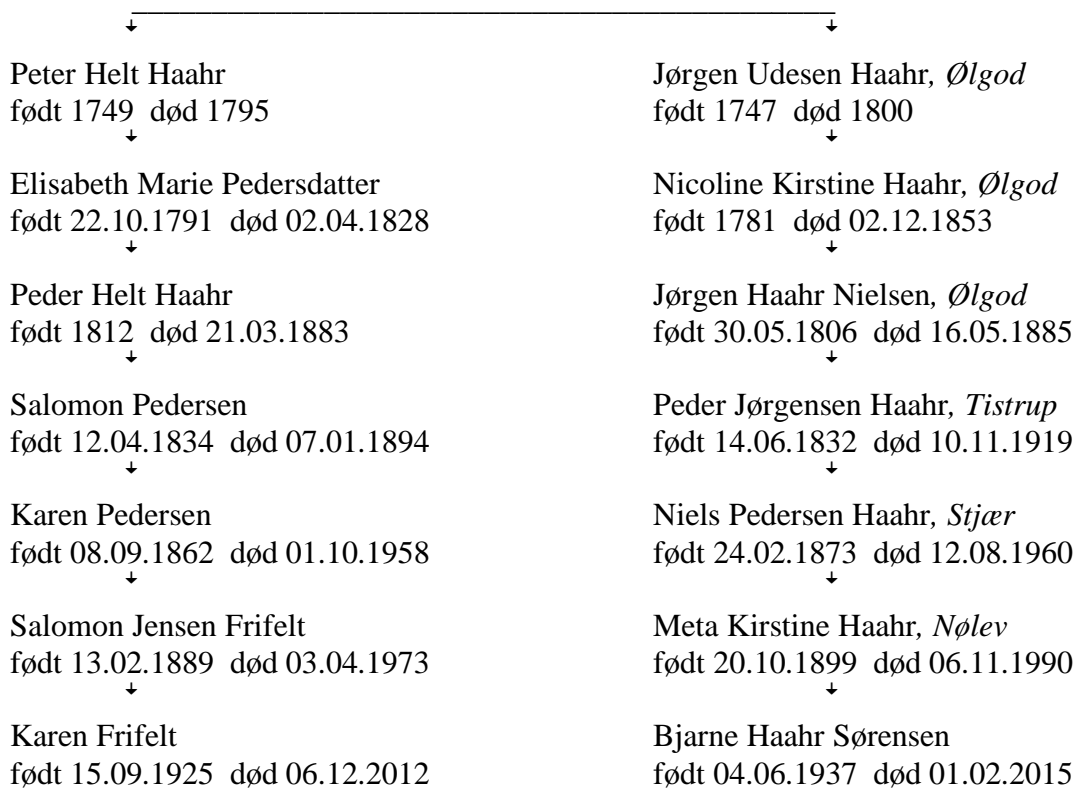 Peter Helt Haahr
født 1749 død 1795
Elisabeth Marie Pedersdatter
født 22.10.1791 død 02.04.1828
Peder Helt Haahr
født 1812 død 21.03.1883
Salomon Pedersen
født 12.04.1834 død 07.01.1894
Karen Pedersen
født 08.09.1862 død 01.10.1958
Salomon Jensen Frifelt
født 13.02.1889 død 03.04.1973
Karen Frifelt
født 15.09.1925 død 06.12.2012
Jørgen Udesen Haahr, Ølgod
født 1747 død 1800
Nicoline Kirstine Haahr, Ølgod
født 1781 død 02.12.1853
Jørgen Haahr Nielsen, Ølgod
født 30.05.1806 død 16.05.1885
Peder Jørgensen Haahr, Tistrup
født 14.06.1832 død 10.11.1919
Niels Pedersen Haahr, Stjær
født 24.02.1873 død 12.08.1960
Meta Kirstine Haahr, Nølev
født 20.10.1899 død 06.11.1990
Bjarne Haahr Sørensen
født 04.06.1937 død 01.02.2015